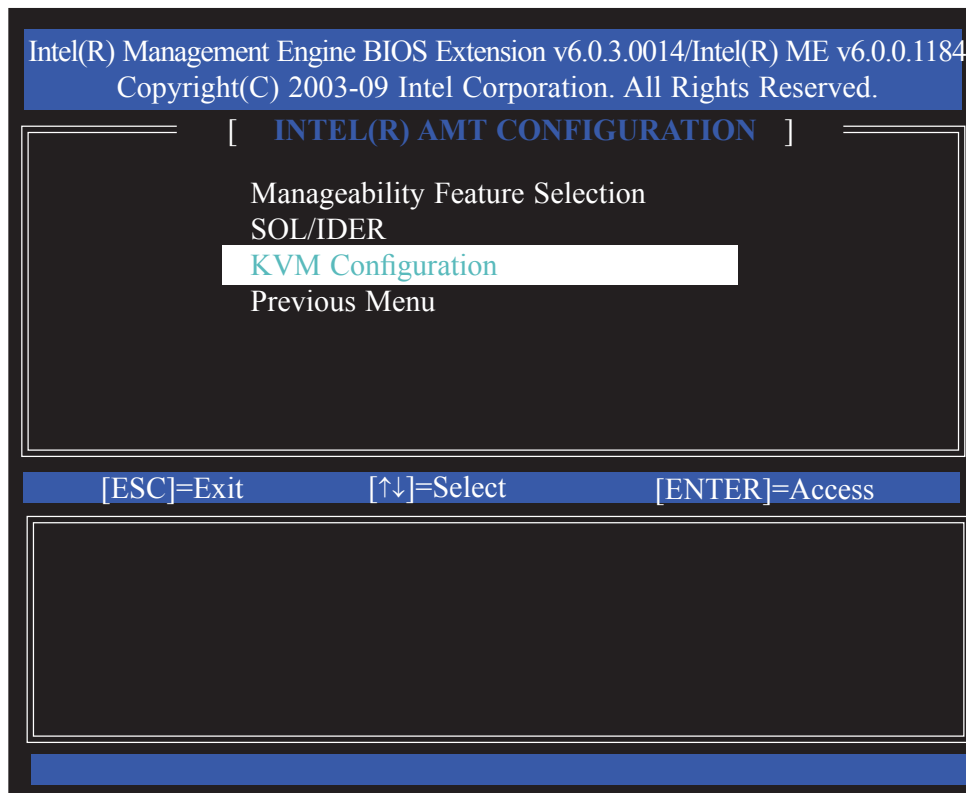 Intel(R) Management Engine BIOS Extension v6.0.3.0014/Intel(R) ME v6.0.0.1184
Copyright(C) 2003-09 Intel Corporation. All Rights Reserved.
[ INTEL(R) AMT CONFIGURATION ]
Manageability Feature Selection
SOL/IDER
KVM Configuration
Previous Menu
[ESC]=Exit [↑↓]=Select [ENTER]=Access